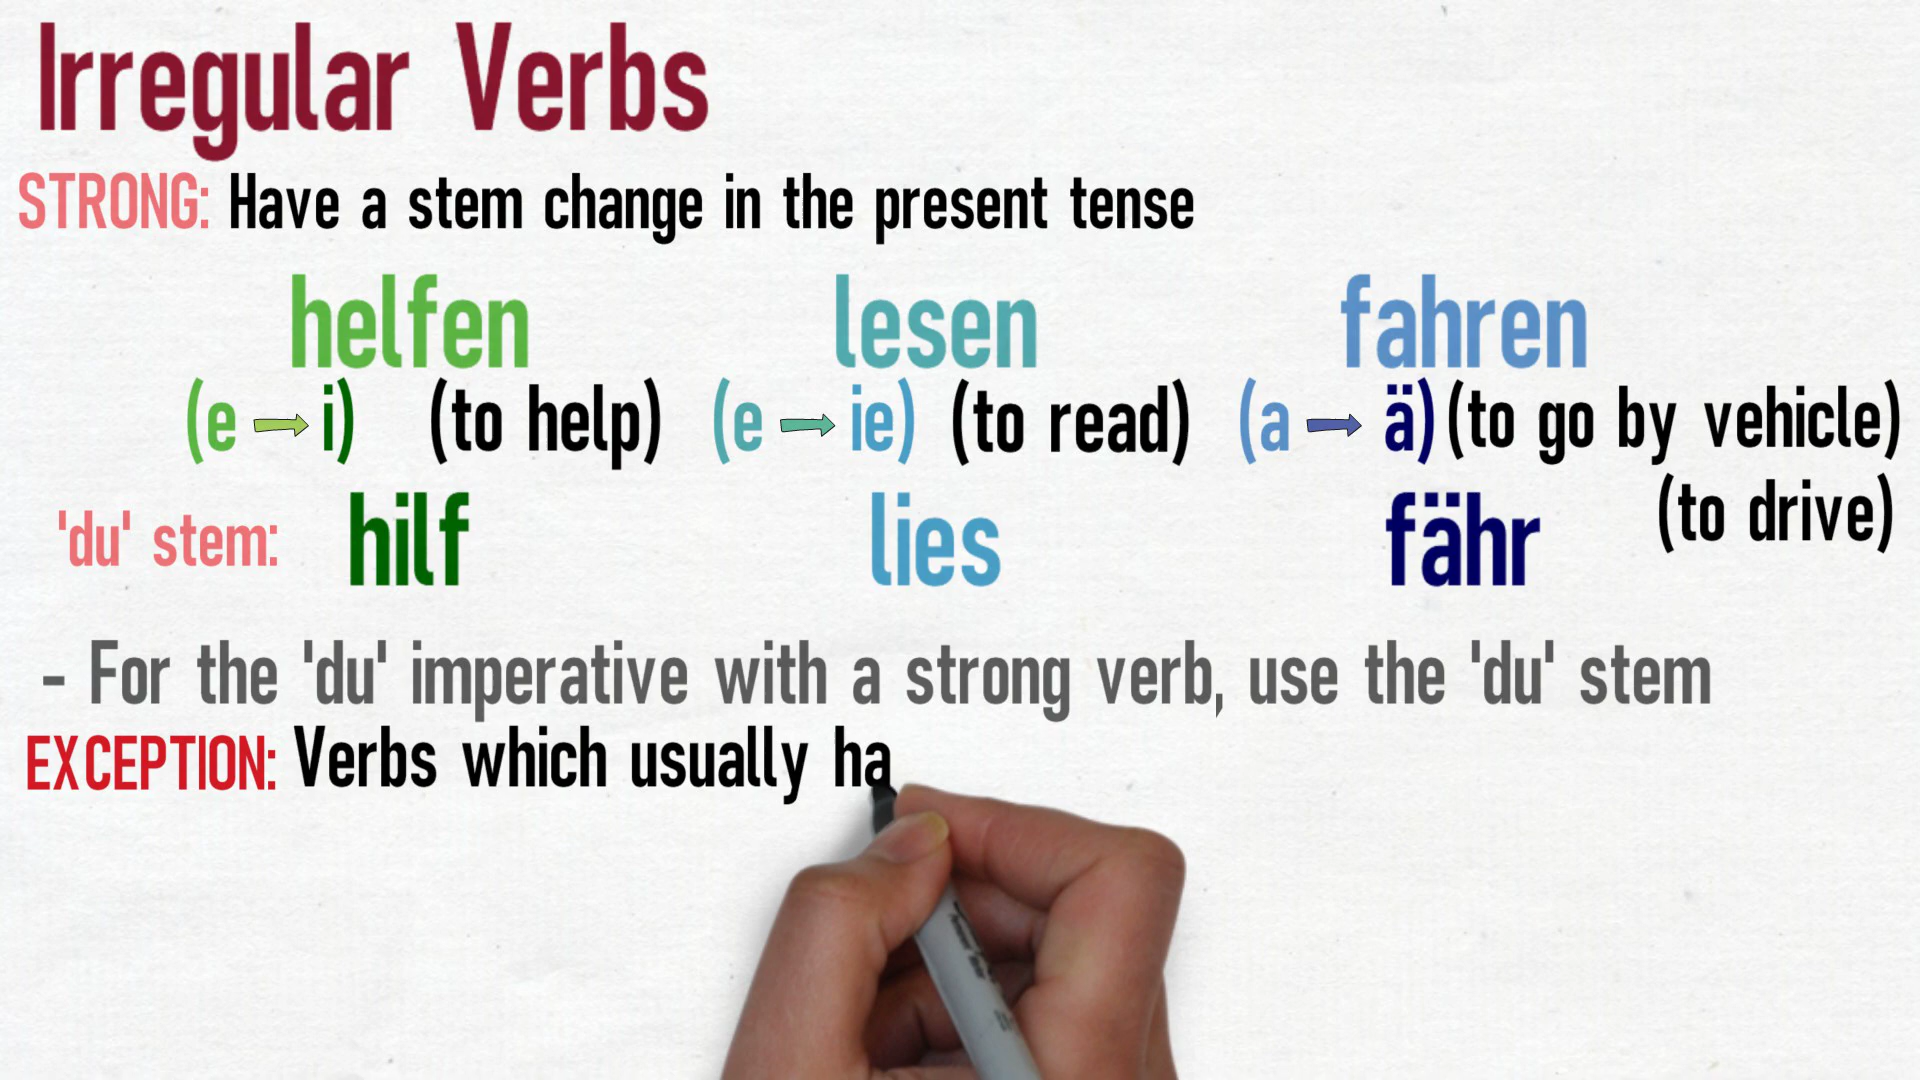 Irregular Verbs
STRONG: Have a stem change in the present tense
helfen lesen fahren
(e → i) (to help) (e → ie) (to read) (a → ä) (to go by vehicle)
(to drive)
'du' stem: hilf lies fähr
- For the 'du' imperative with a strong verb, use the 'du' stem
EXCEPTION: Verbs which usually ha